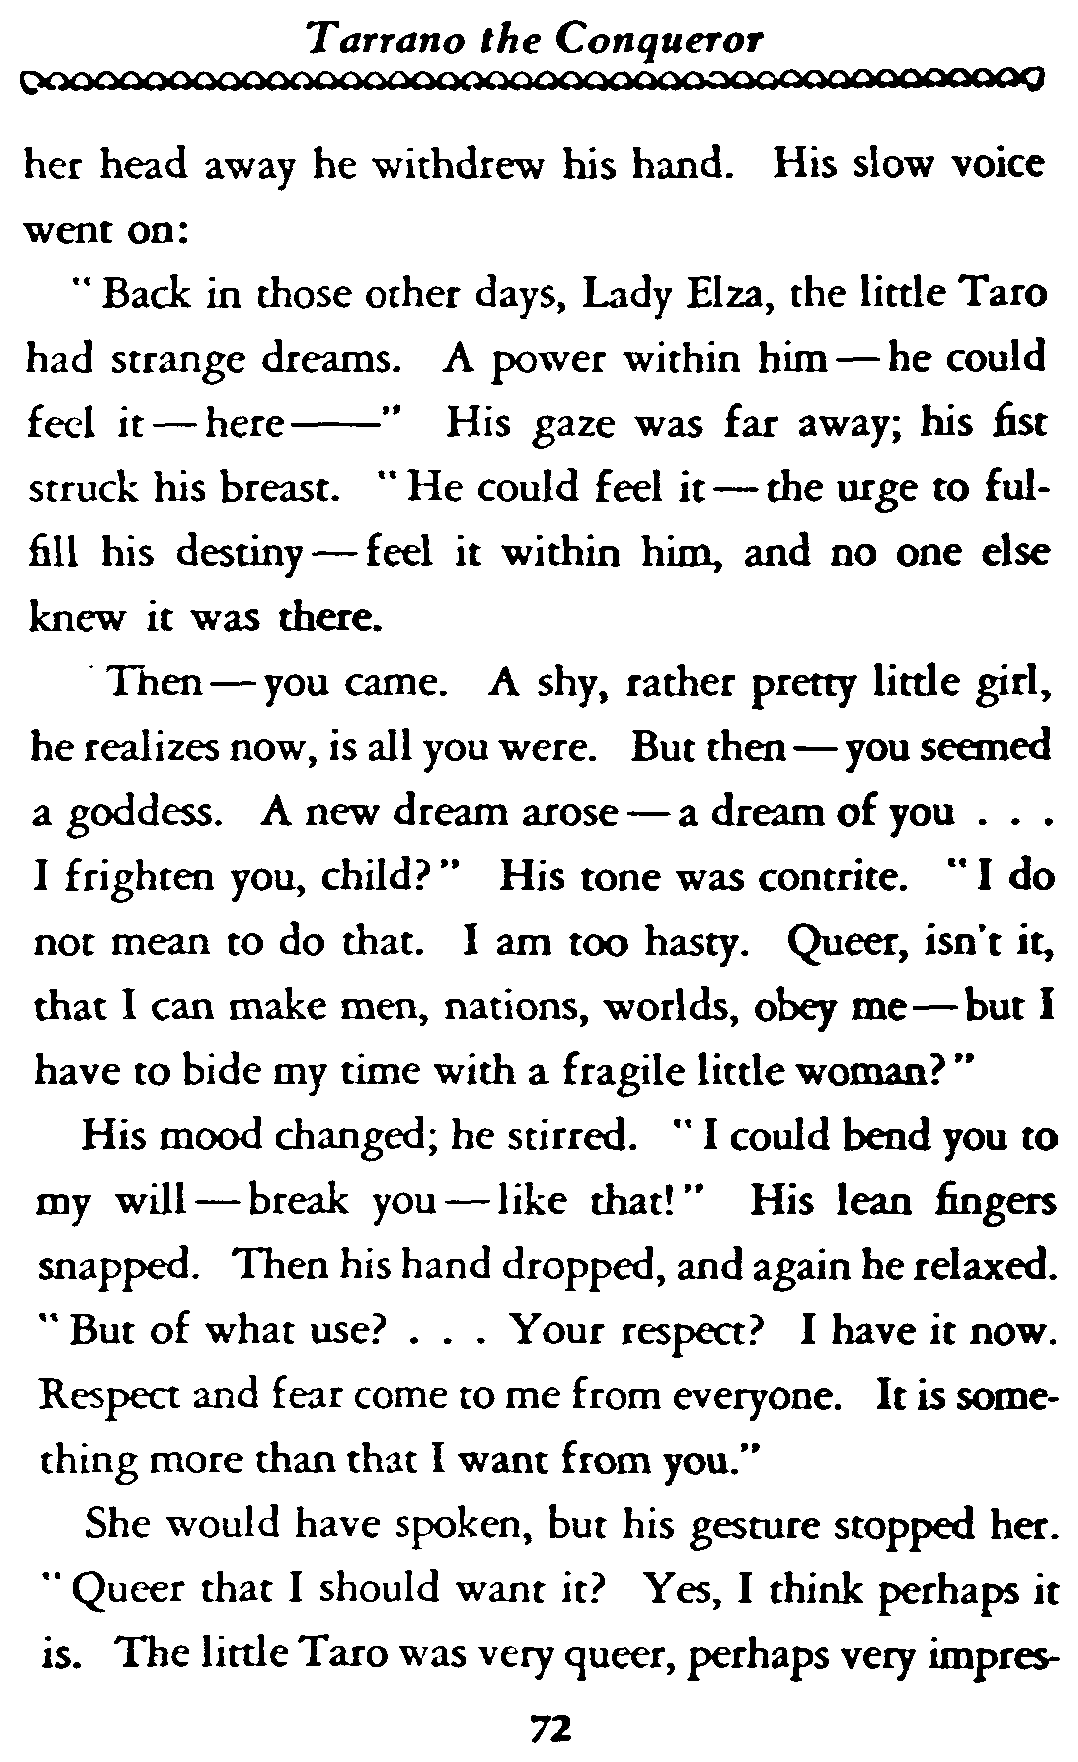 Tarrano the Conqueror
her head away he withdrew his hand. His slow voice
went on:
"Back in those other days, Lady Elza, the little Taro
had strange dreams. A power within him—he could
feel it—here——" His gaze was far away; his fist
struck his breast. "He could feel it—the urge to ful-
fill his destiny—feel it within him, and no one else
knew it was there.
Then—you came. A shy, rather pretty little girl,
he realizes now, is all you were. But then—you seemed
a goddess. A new dream arose—a dream of you . . .
I frighten you, child?" His tone was contrite. "I do
not mean to do that. I am too hasty. Queer, isn't it,
that I can make men, nations, worlds, obey me—but I
have to bide my time with a fragile little woman?"
His mood changed; he stirred. "I could bend you to
my will—break you—like that!" His lean fingers
snapped. Then his hand dropped, and again he relaxed.
"But of what use? . . . Your respect? I have it now.
Respect and fear come to me from everyone. It is some-
thing more than that I want from you."
She would have spoken, but his gesture stopped her.
"Queer that I should want it? Yes, I think perhaps it
is. The little Taro was very queer, perhaps very impres-
72